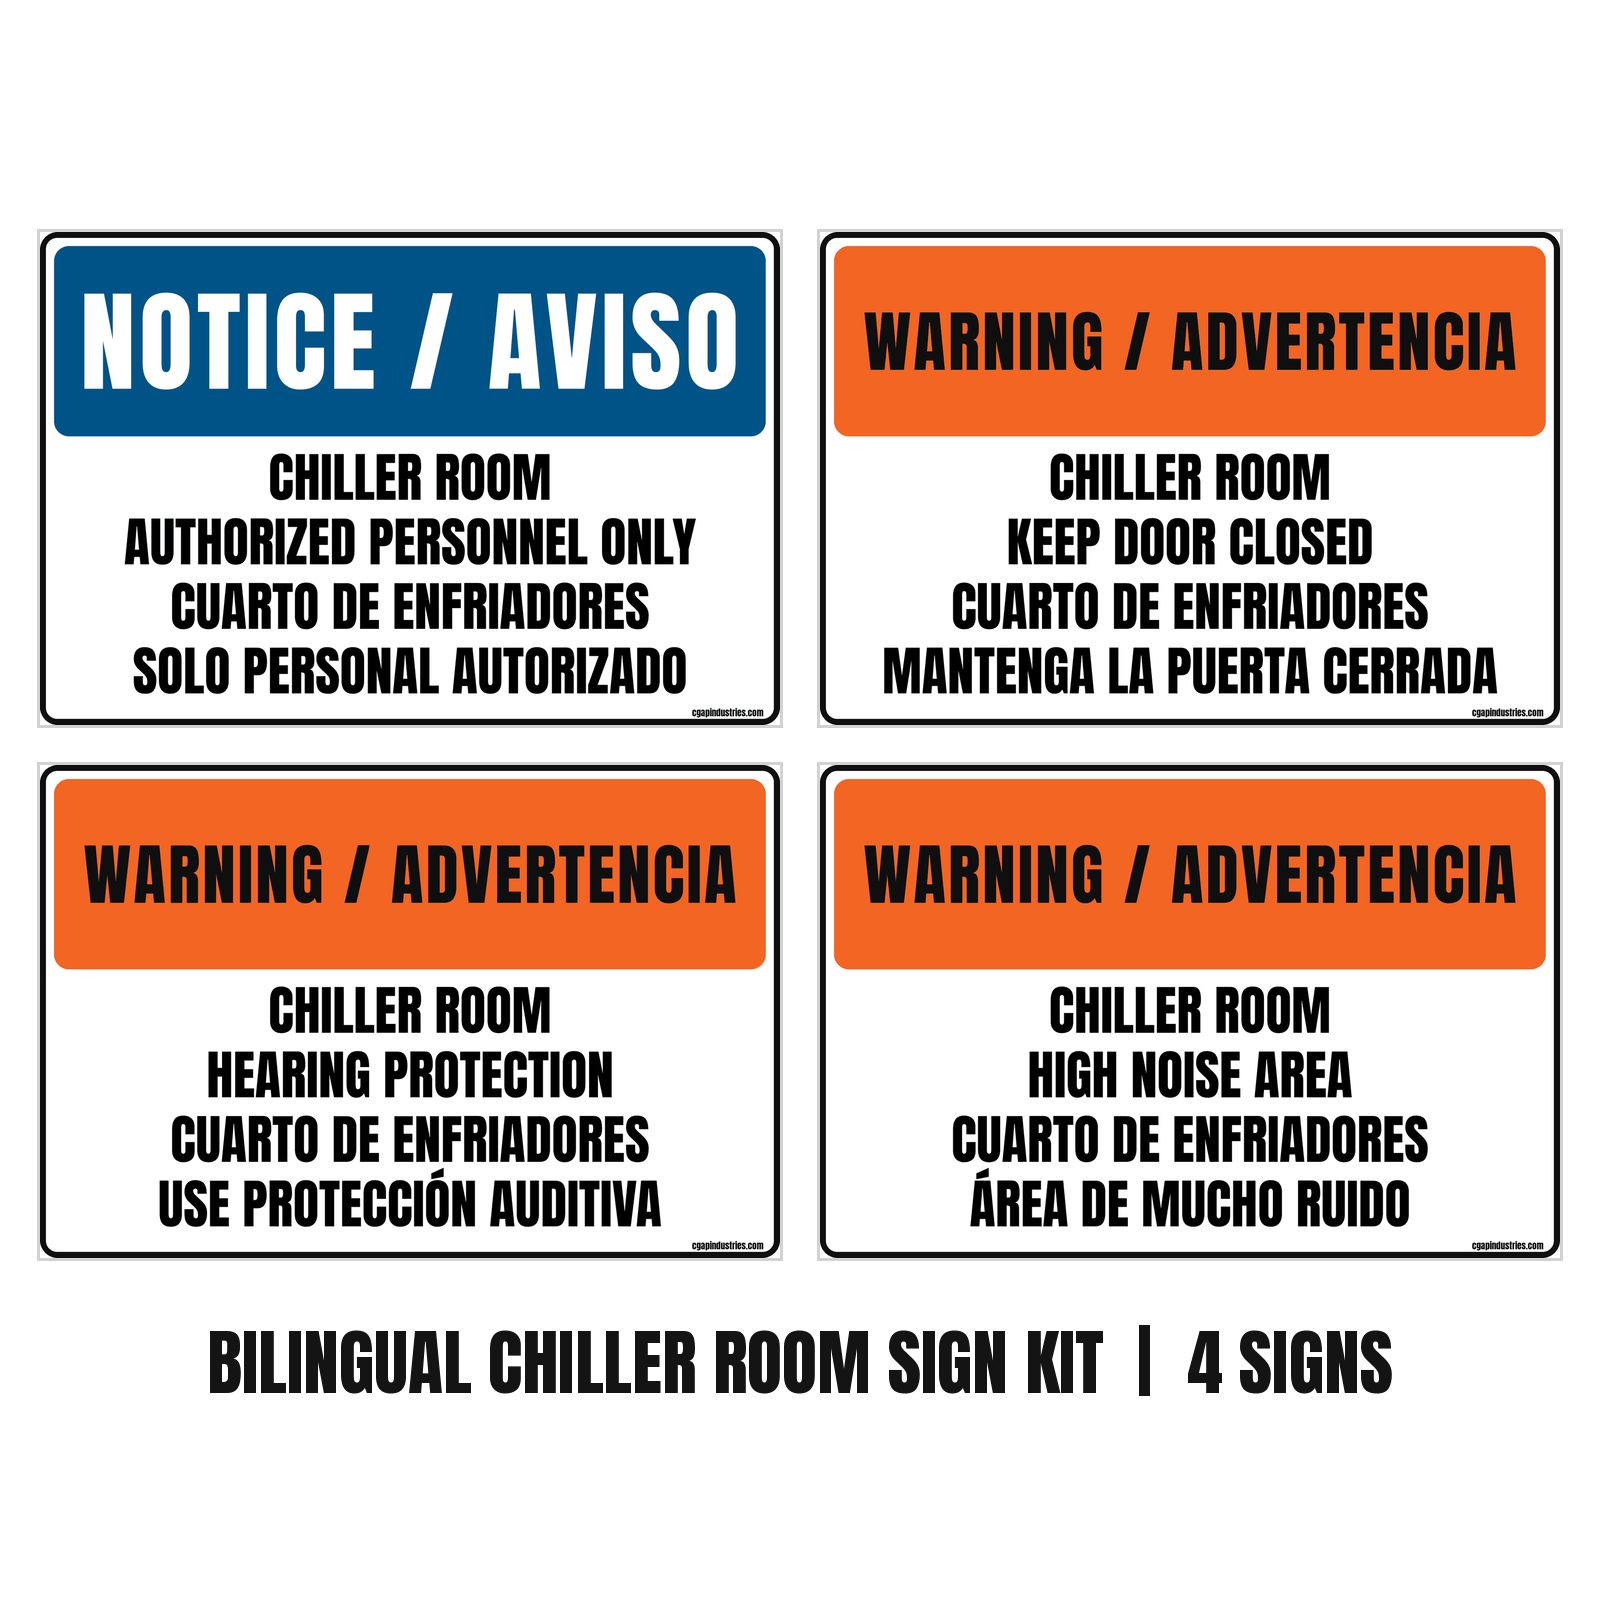 NOTICE / AVISO
CHILLER ROOM
AUTHORIZED PERSONNEL ONLY
CUARTO DE ENFRIADORES
SOLO PERSONAL AUTORIZADO
cgapindustries.com
WARNING / ADVERTENCIA
CHILLER ROOM
KEEP DOOR CLOSED
CUARTO DE ENFRIADORES
MANTENGA LA PUERTA CERRADA
cgapindustries.com
WARNING / ADVERTENCIA
CHILLER ROOM
HEARING PROTECTION
CUARTO DE ENFRIADORES
USE PROTECCIÓN AUDITIVA
cgapindustries.com
WARNING / ADVERTENCIA
CHILLER ROOM
HIGH NOISE AREA
CUARTO DE ENFRIADORES
ÁREA DE MUCHO RUIDO
cgapindustries.com
BILINGUAL CHILLER ROOM SIGN KIT | 4 SIGNS